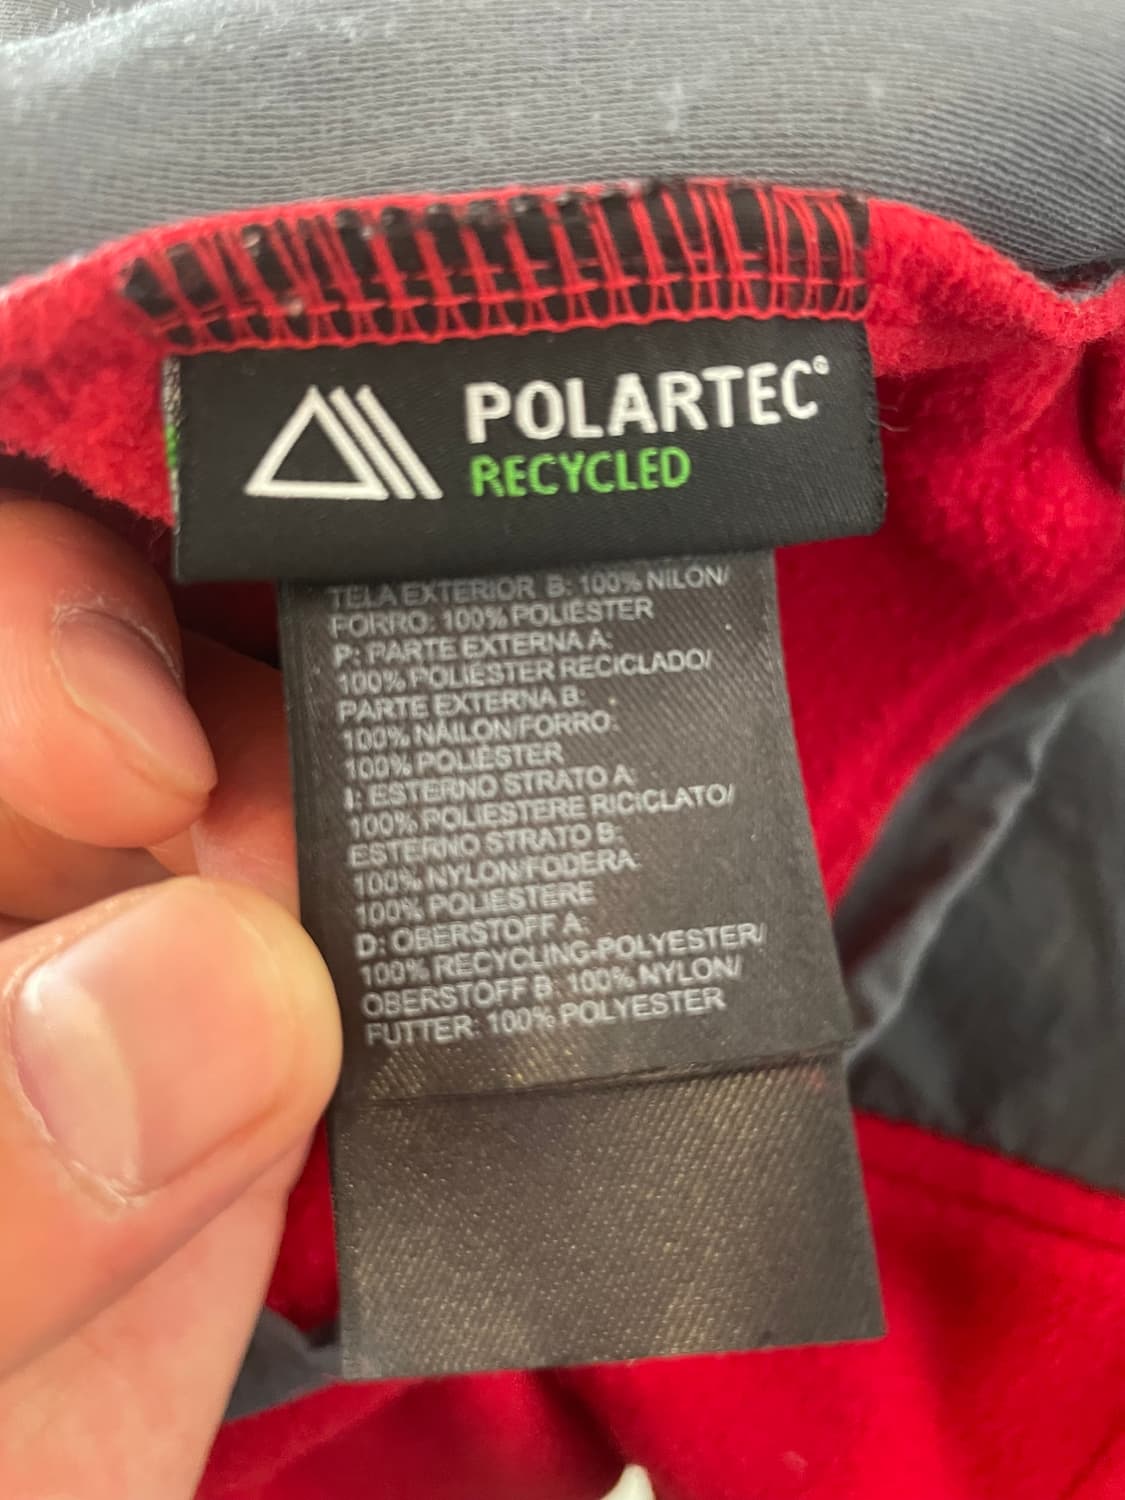 POLARTEC®
RECYCLED
TELA EXTERIOR B: 100% NILON/
FORRO: 100% POLIÉSTER
P: PARTE EXTERNA A:
100% POLIÉSTER RECICLADO/
PARTE EXTERNA B:
100% NÁILON/FORRO:
100% POLIÉSTER
I: ESTERNO STRATO A:
100% POLIESTERE RICICLATO/
ESTERNO STRATO B:
100% NYLON/FODERA:
100% POLIESTERE
D: OBERSTOFF A:
100% RECYCLING-POLYESTER/
OBERSTOFF B: 100% NYLON/
FUTTER: 100% POLYESTER